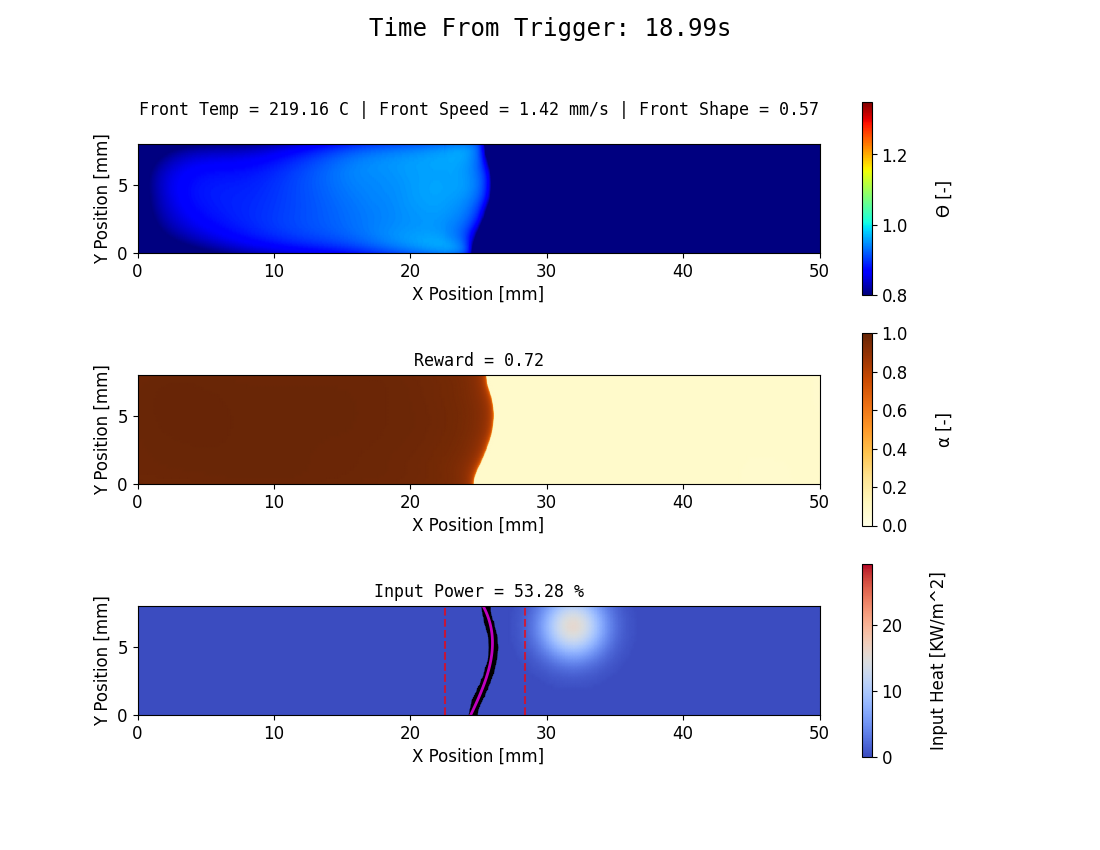 Time From Trigger: 18.99s
Front Temp = 219.16 C | Front Speed = 1.42 mm/s | Front Shape = 0.57
Y Position [mm]
5
0
0 10 20 30 40 50
X Position [mm]
1.2
1.0
0.8
Θ [-]
Reward = 0.72
Y Position [mm]
5
0
0 10 20 30 40 50
X Position [mm]
1.0
0.8
0.6
0.4
0.2
0.0
α [-]
Input Power = 53.28 %
Y Position [mm]
5
0
0 10 20 30 40 50
X Position [mm]
20
10
0
Input Heat [KW/m^2]